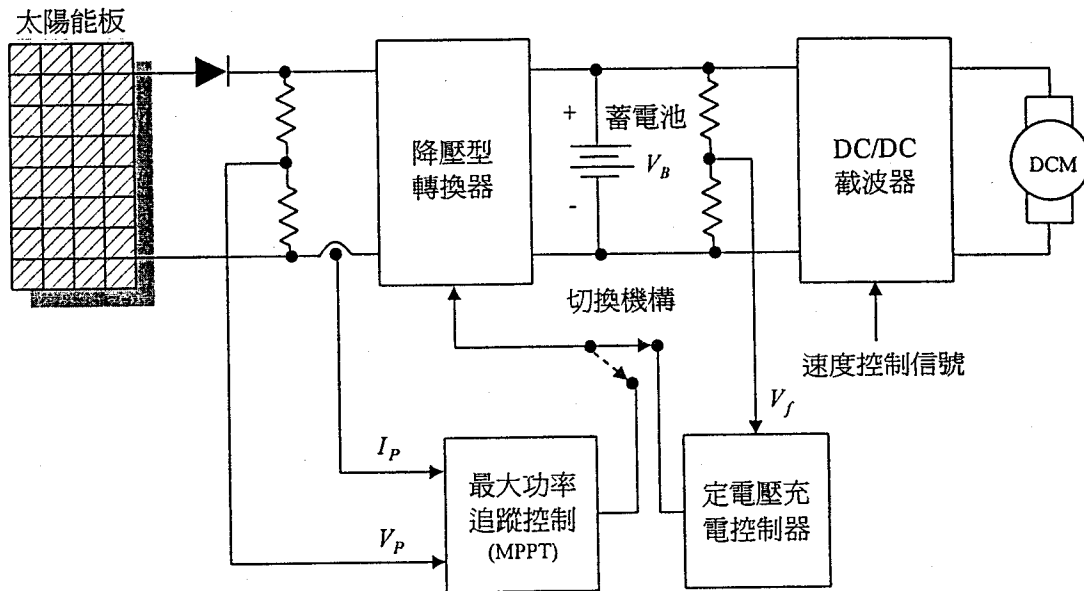 太陽能板
降壓型
轉換器
+
蓄電池
V_B
-
DC/DC
截波器
DCM
切換機構
速度控制信號
V_f
I_P
V_P
最大功率
追蹤控制
(MPPT)
定電壓充
電控制器